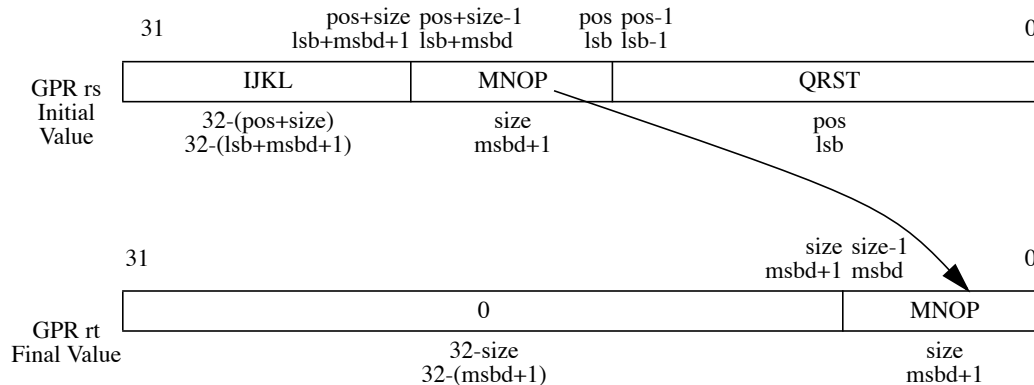 31 pos+size pos+size-1 pos pos-1 0
lsb+msbd+1 lsb+msbd lsb lsb-1
GPR rs
Initial
Value
IJKL MNOP QRST
32-(pos+size) size pos
32-(lsb+msbd+1) msbd+1 lsb
31 size size-1 0
msbd+1 msbd
GPR rt
Final Value
0 MNOP
32-size size
32-(msbd+1) msbd+1